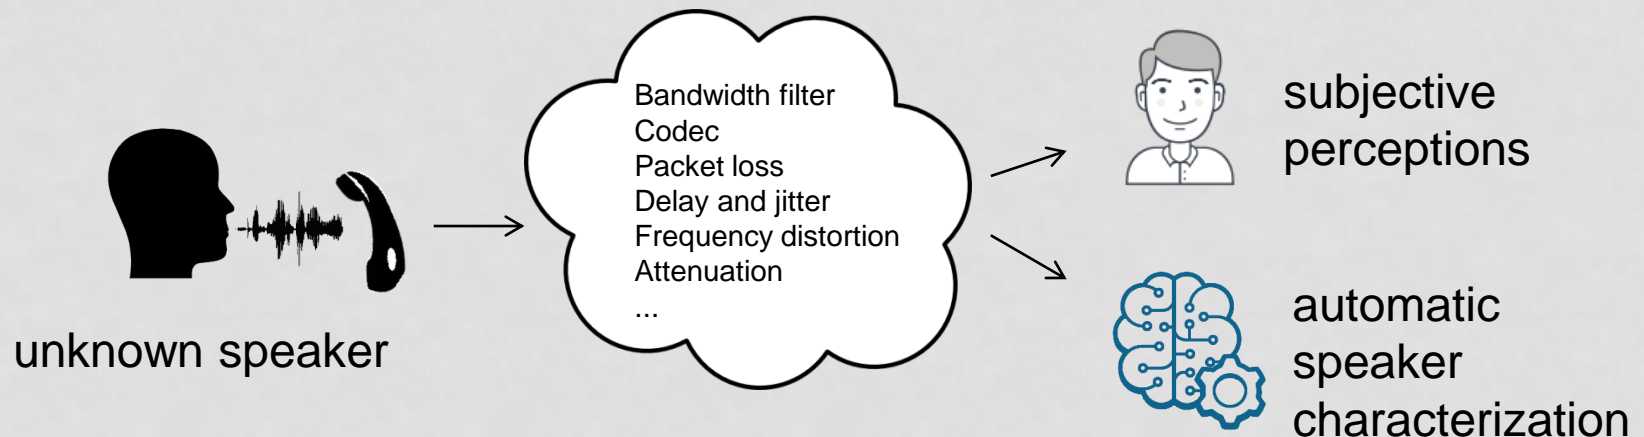 unknown speaker
Bandwidth filter
Codec
Packet loss
Delay and jitter
Frequency distortion
Attenuation
...
subjective
perceptions
automatic
speaker
characterization